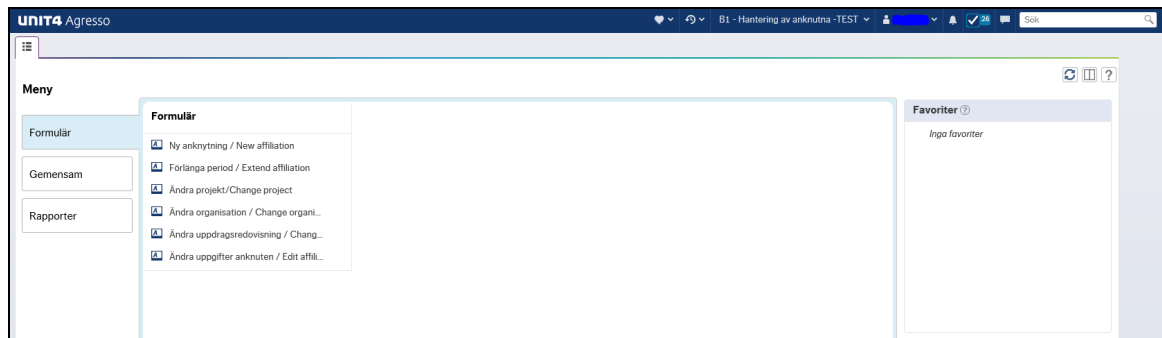 UNIT4 Agresso
B1 - Hantering av anknutna -TEST
26
Sök
?
Meny
Formulär
Gemensam
Rapporter
Formulär
Ny anknytning / New affiliation
Förlänga period / Extend affiliation
Ändra projekt/Change project
Ändra organisation / Change organi...
Ändra uppdragsredovisning / Chang...
Ändra uppgifter anknuten / Edit affili...
Favoriter ?
Inga favoriter